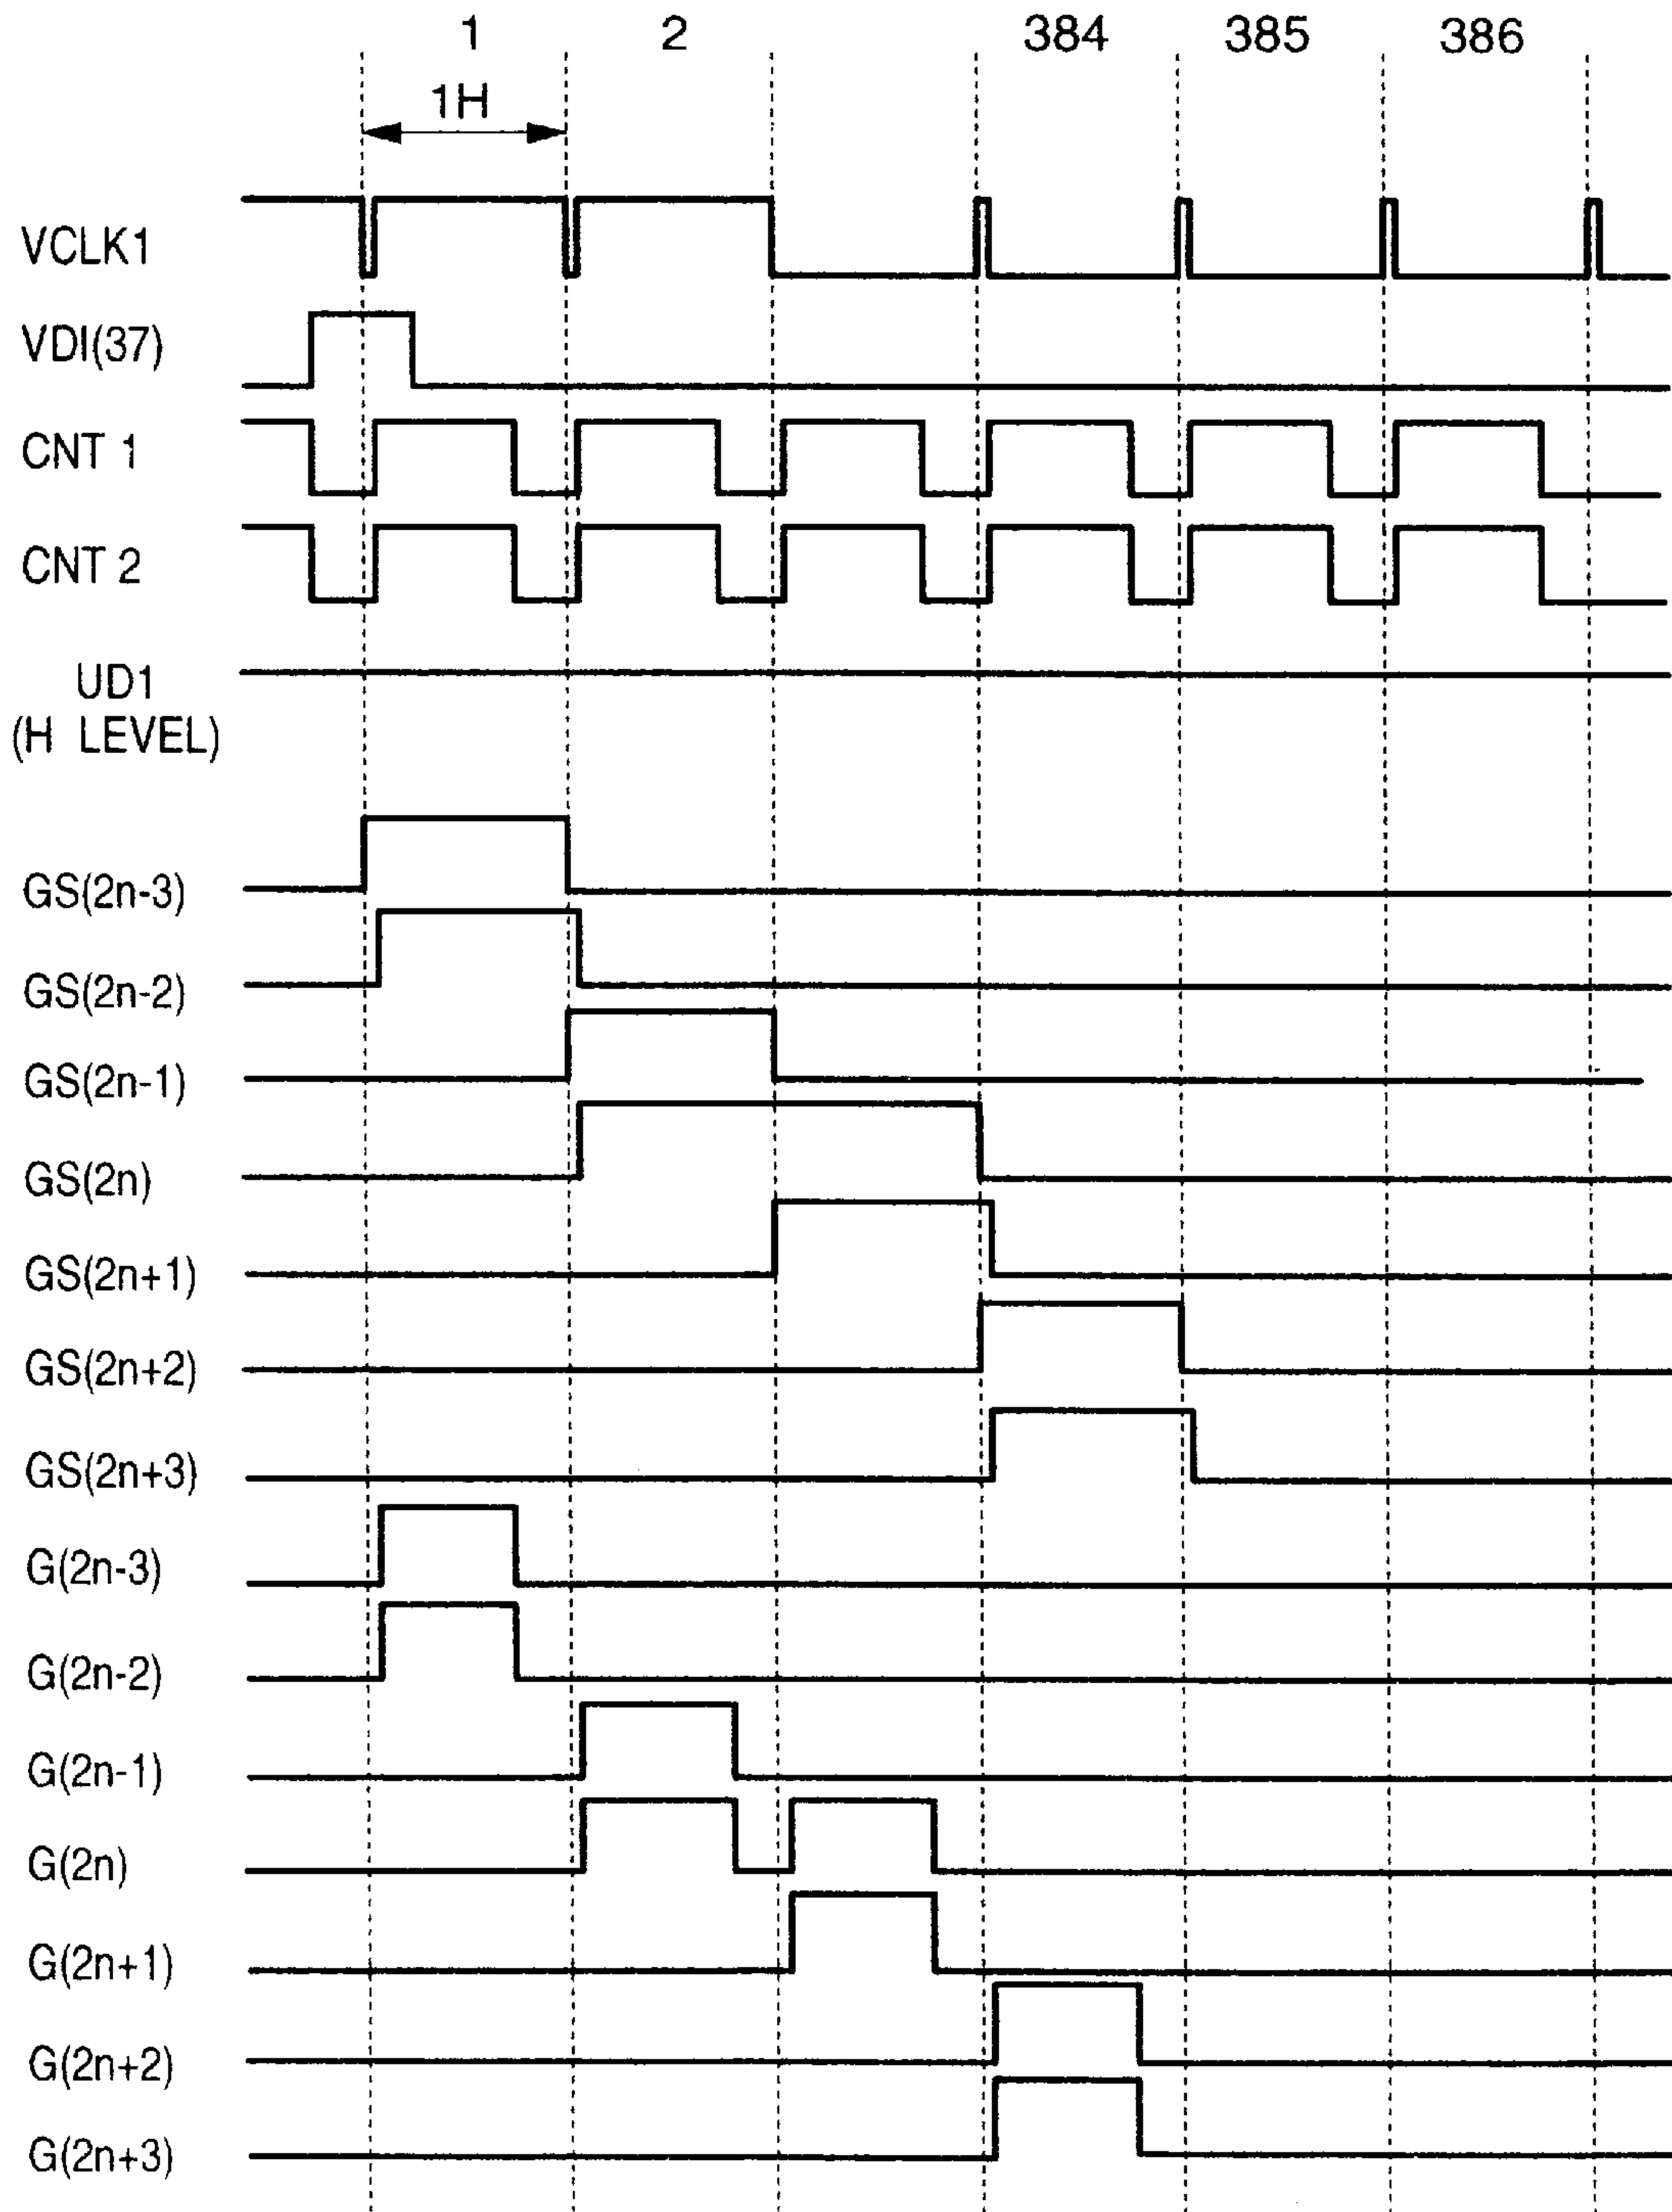 1 2 384 385 386
1H
VCLK1
VDI(37)
CNT 1
CNT 2
UD1
(H LEVEL)
GS(2n-3)
GS(2n-2)
GS(2n-1)
GS(2n)
GS(2n+1)
GS(2n+2)
GS(2n+3)
G(2n-3)
G(2n-2)
G(2n-1)
G(2n)
G(2n+1)
G(2n+2)
G(2n+3)